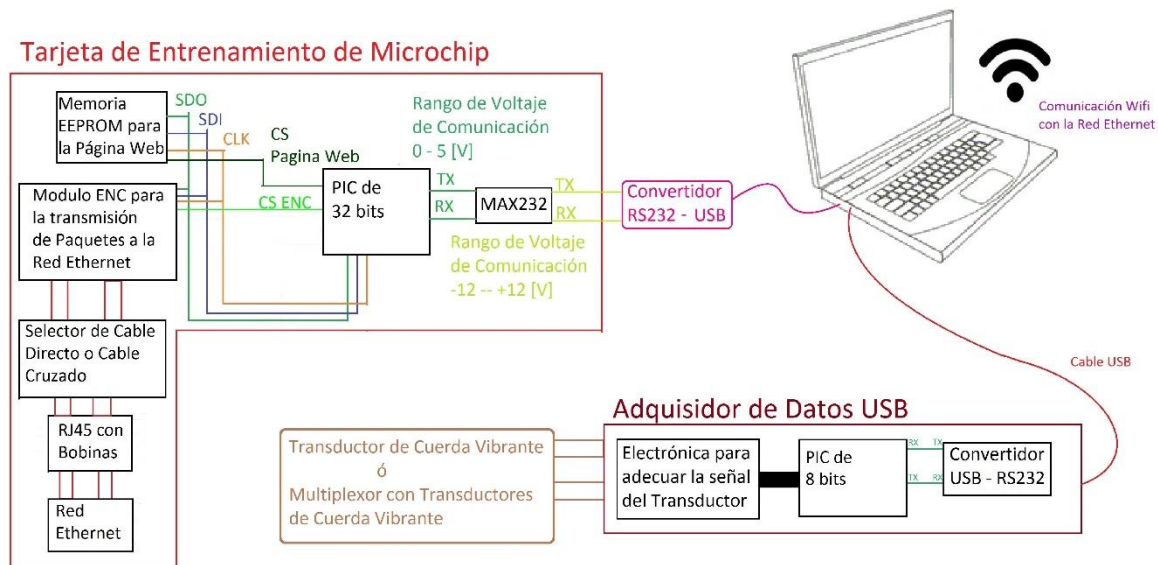 Tarjeta de Entrenamiento de Microchip
Memoria
EEPROM para
la Página Web
SDO
SDI
CLK
CS
Pagina Web
Rango de Voltaje
de Comunicación
0 - 5 [V]
Modulo ENC para
la transmisión
de Paquetes a la
Red Ethernet
CS ENC
PIC de
32 bits
TX
RX
MAX232
TX
RX
Rango de Voltaje
de Comunicación
-12 -- +12 [V]
Convertidor
RS232 - USB
Comunicación Wifi
con la Red Ethernet
Selector de Cable
Directo o Cable
Cruzado
RJ45 con
Bobinas
Red
Ethernet
Cable USB
Adquisidor de Datos USB
Transductor de Cuerda Vibrante
ó
Multiplexor con Transductores
de Cuerda Vibrante
Electrónica para
adecuar la señal
del Transductor
PIC de
8 bits
RX TX
TX RX
Convertidor
USB - RS232